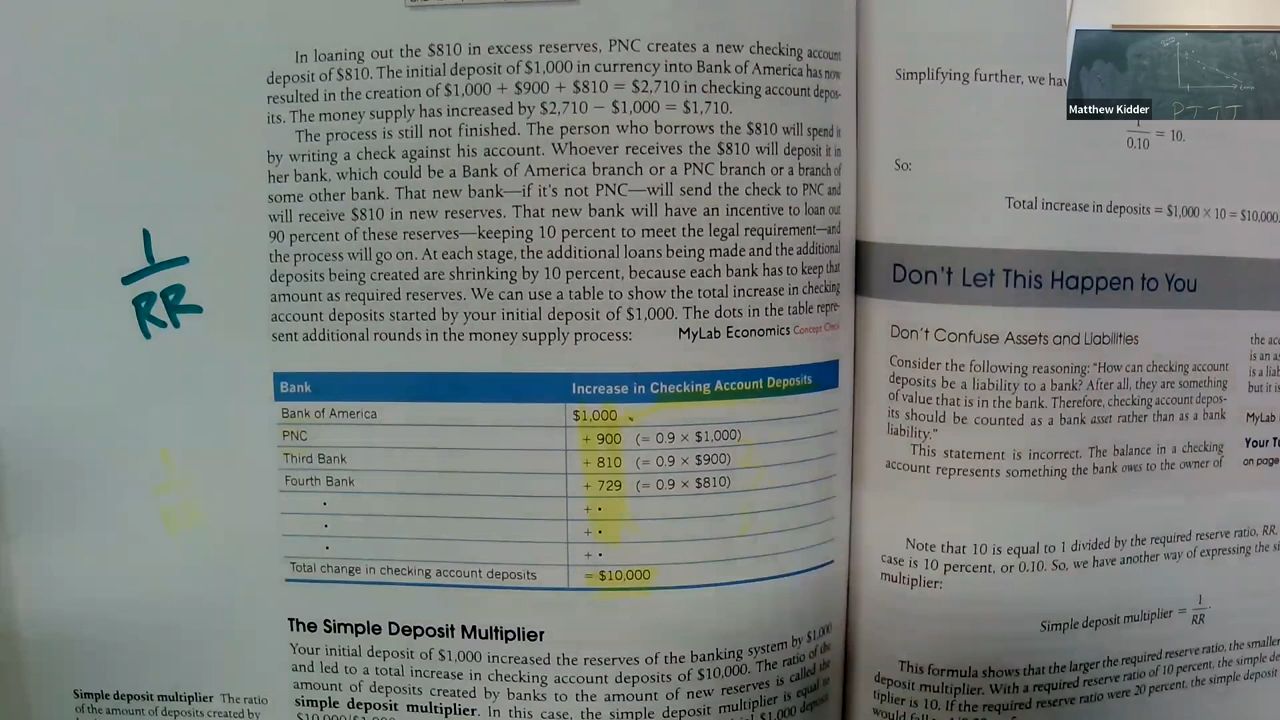 In loaning out the $810 in excess reserves, PNC creates a new checking account
deposit of $810. The initial deposit of $1,000 in currency into Bank of America has now
resulted in the creation of $1,000 + $900 + $810 = $2,710 in checking account depos-
its. The money supply has increased by $2,710 − $1,000 = $1,710.
The process is still not finished. The person who borrows the $810 will spend it
by writing a check against his account. Whoever receives the $810 will deposit it in
her bank, which could be a Bank of America branch or a PNC branch or a branch of
some other bank. That new bank—if it's not PNC—will send the check to PNC and
will receive $810 in new reserves. That new bank will have an incentive to loan out
90 percent of these reserves—keeping 10 percent to meet the legal requirement—and
the process will go on. At each stage, the additional loans being made and the additional
deposits being created are shrinking by 10 percent, because each bank has to keep that
amount as required reserves. We can use a table to show the total increase in checking
account deposits started by your initial deposit of $1,000. The dots in the table repre-
sent additional rounds in the money supply process:
MyLab Economics Concept Check
1
RR
1
RR
Bank Increase in Checking Account Deposits
Bank of America $1,000
PNC + 900 (= 0.9 × $1,000)
Third Bank + 810 (= 0.9 × $900)
Fourth Bank + 729 (= 0.9 × $810)
• + •
• + •
• + •
Total change in checking account deposits = $10,000
The Simple Deposit Multiplier
Your initial deposit of $1,000 increased the reserves of the banking system by $1,000
and led to a total increase in checking account deposits of $10,000. The ratio of the
amount of deposits created by banks to the amount of new reserves is called the
simple deposit multiplier. In this case, the simple deposit multiplier is equal to
Simple deposit multiplier The ratio
of the amount of deposits created by
Simplifying further, we hav
Matthew Kidder
0.10 = 10.
So:
Total increase in deposits = $1,000 × 10 = $10,000
Don't Let This Happen to You
Don't Confuse Assets and Liabilities
Consider the following reasoning: "How can checking account
deposits be a liability to a bank? After all, they are something
of value that is in the bank. Therefore, checking account depos-
its should be counted as a bank asset rather than as a bank
liability."
This statement is incorrect. The balance in a checking
account represents something the bank owes to the owner of
is an as
is a liab
but it is
MyLab
Your Tu
on page
Note that 10 is equal to 1 divided by the required reserve ratio, RR,
case is 10 percent, or 0.10. So, we have another way of expressing the si
multiplier:
Simple deposit multiplier = 1
RR.
This formula shows that the larger the required reserve ratio, the smaller
deposit multiplier. With a required reserve ratio of 10 percent, the simple de
tiplier is 10. If the required reserve ratio were 20 percent, the simple deposit